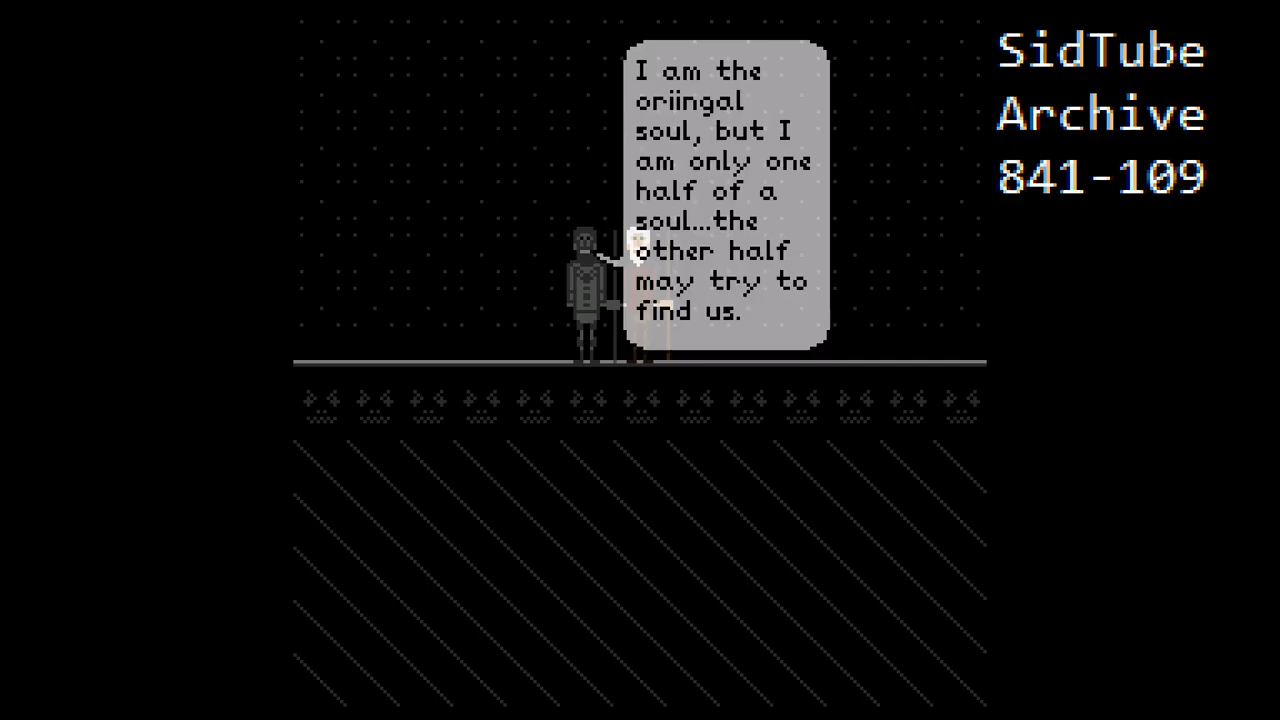 I am the
oriingal
soul, but I
am only one
half of a
soul...the
other half
may try to
find us.
SidTube
Archive
841-109